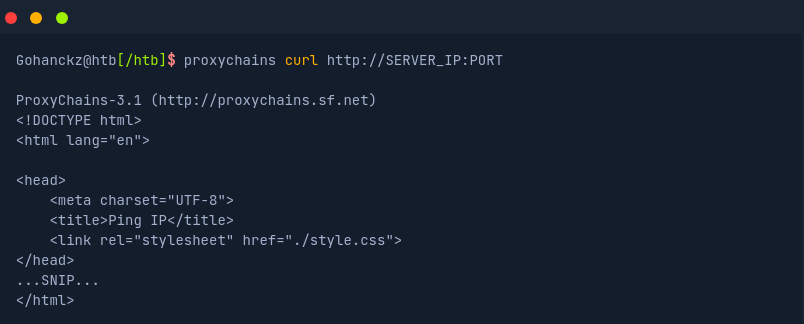 Gohanckz@htb[/htb]$ proxychains curl http://SERVER_IP:PORT
ProxyChains-3.1 (http://proxychains.sf.net)
<!DOCTYPE html>
<html lang="en">
<head>
    <meta charset="UTF-8">
    <title>Ping IP</title>
    <link rel="stylesheet" href="./style.css">
</head>
...SNIP...
</html>